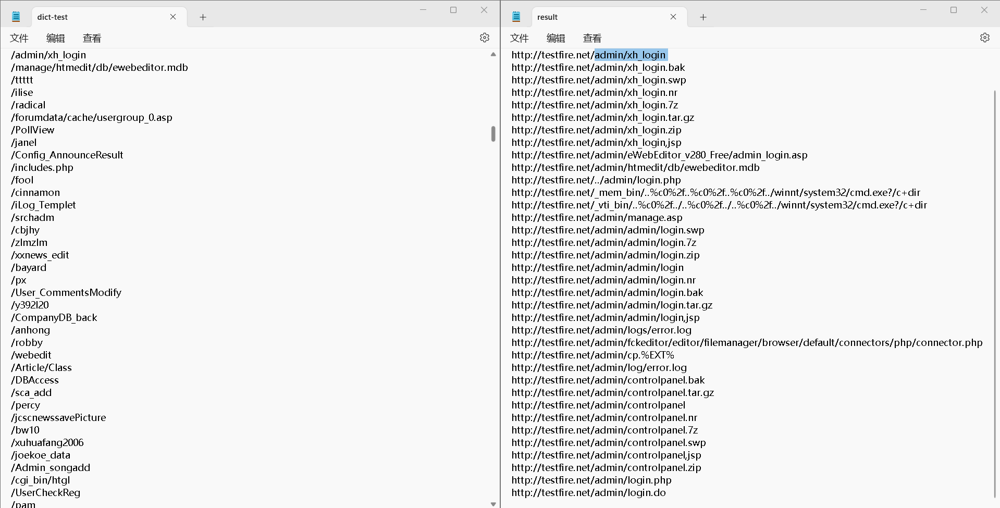 dict-test
文件 编辑 查看
/admin/xh_login
/manage/htmedit/db/ewebeditor.mdb
/ttttt
/ilise
/radical
/forumdata/cache/usergroup_0.asp
/PollView
/janel
/Config_AnnounceResult
/includes.php
/fool
/cinnamon
/iLog_Templet
/srchadm
/cbjhy
/zlmzlm
/xxnews_edit
/bayard
/px
/User_CommentsModify
/y392l20
/CompanyDB_back
/anhong
/robby
/webedit
/Article/Class
/DBAccess
/sca_add
/percy
/jcscnewssavePicture
/bw10
/xuhuafang2006
/joekoe_data
/Admin_songadd
/cgi_bin/htgl
/UserCheckReg
/pam
result
文件 编辑 查看
http://testfire.net/admin/xh_login
http://testfire.net/admin/xh_login.bak
http://testfire.net/admin/xh_login.swp
http://testfire.net/admin/xh_login.nr
http://testfire.net/admin/xh_login.7z
http://testfire.net/admin/xh_login.tar.gz
http://testfire.net/admin/xh_login.zip
http://testfire.net/admin/xh_login,jsp
http://testfire.net/admin/eWebEditor_v280_Free/admin_login.asp
http://testfire.net/admin/htmedit/db/ewebeditor.mdb
http://testfire.net/../admin/login.php
http://testfire.net/_mem_bin/..%c0%2f..%c0%2f..%c0%2f../winnt/system32/cmd.exe?/c+dir
http://testfire.net/_vti_bin/..%c0%2f../..%c0%2f../..%c0%2f../winnt/system32/cmd.exe?/c+dir
http://testfire.net/admin/manage.asp
http://testfire.net/admin/admin/login.swp
http://testfire.net/admin/admin/login.7z
http://testfire.net/admin/admin/login.zip
http://testfire.net/admin/admin/login
http://testfire.net/admin/admin/login.nr
http://testfire.net/admin/admin/login.bak
http://testfire.net/admin/admin/login.tar.gz
http://testfire.net/admin/admin/login,jsp
http://testfire.net/admin/logs/error.log
http://testfire.net/admin/fckeditor/editor/filemanager/browser/default/connectors/php/connector.php
http://testfire.net/admin/cp.%EXT%
http://testfire.net/admin/log/error.log
http://testfire.net/admin/controlpanel.bak
http://testfire.net/admin/controlpanel.tar.gz
http://testfire.net/admin/controlpanel
http://testfire.net/admin/controlpanel.nr
http://testfire.net/admin/controlpanel.7z
http://testfire.net/admin/controlpanel.swp
http://testfire.net/admin/controlpanel,jsp
http://testfire.net/admin/controlpanel.zip
http://testfire.net/admin/login.php
http://testfire.net/admin/login.do